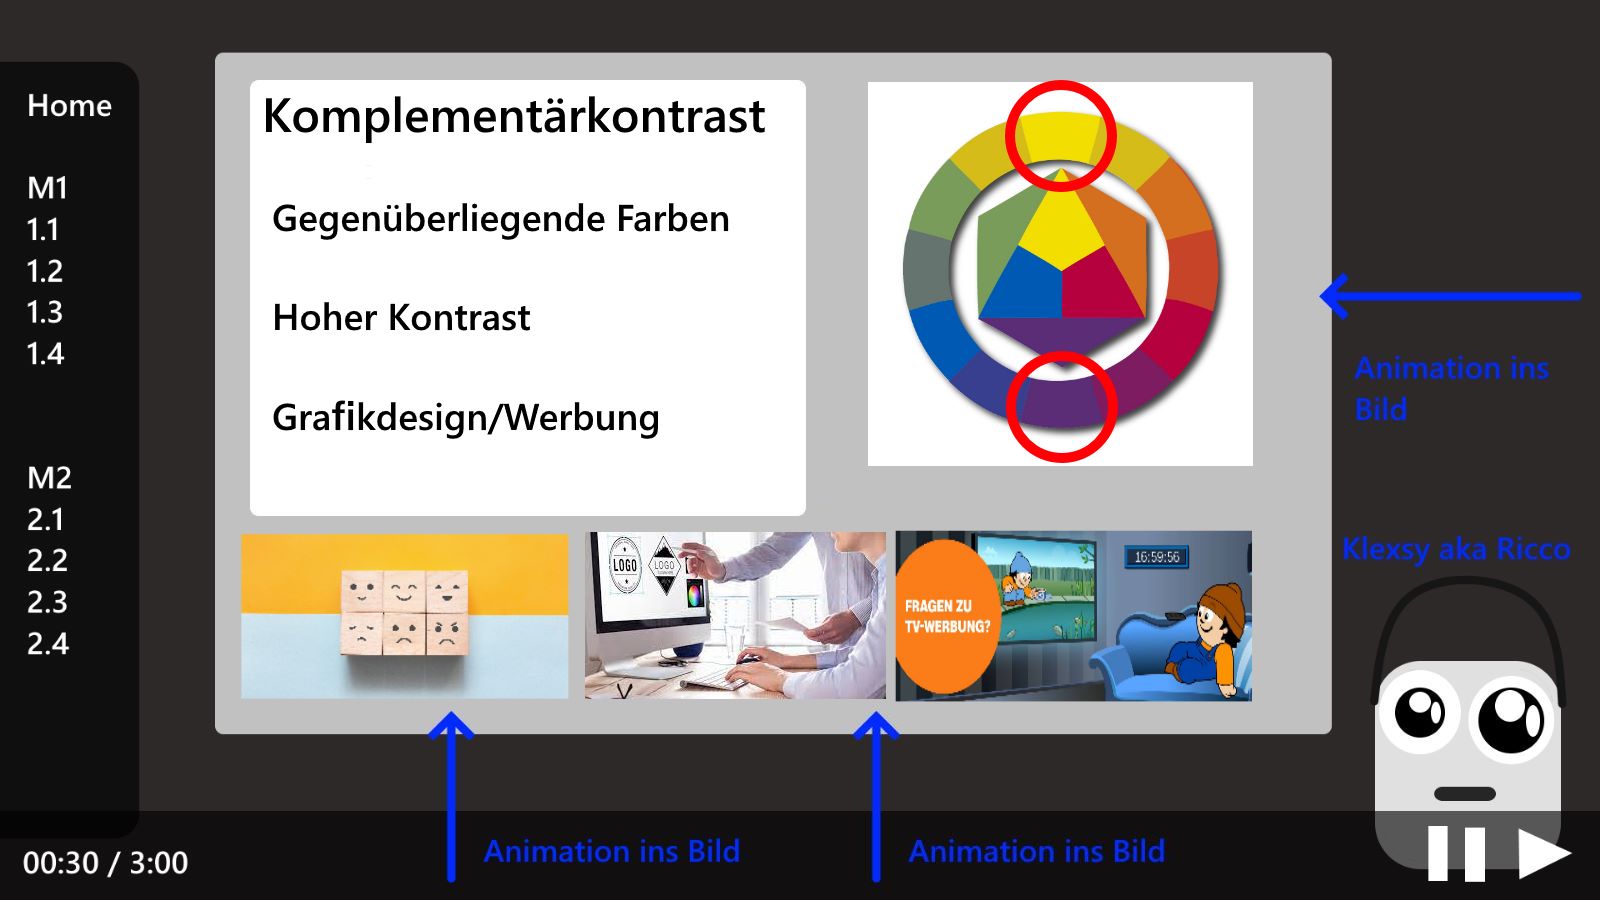 Home
M1
1.1
1.2
1.3
1.4
M2
2.1
2.2
2.3
2.4
Komplementärkontrast
Gegenüberliegende Farben
Hoher Kontrast
Grafikdesign/Werbung
LOGO
LOGO
FRAGEN ZU
TV-WERBUNG?
16:59:56
Animation ins
Bild
Klexsy aka Ricco
Animation ins Bild
Animation ins Bild
00:30 / 3:00